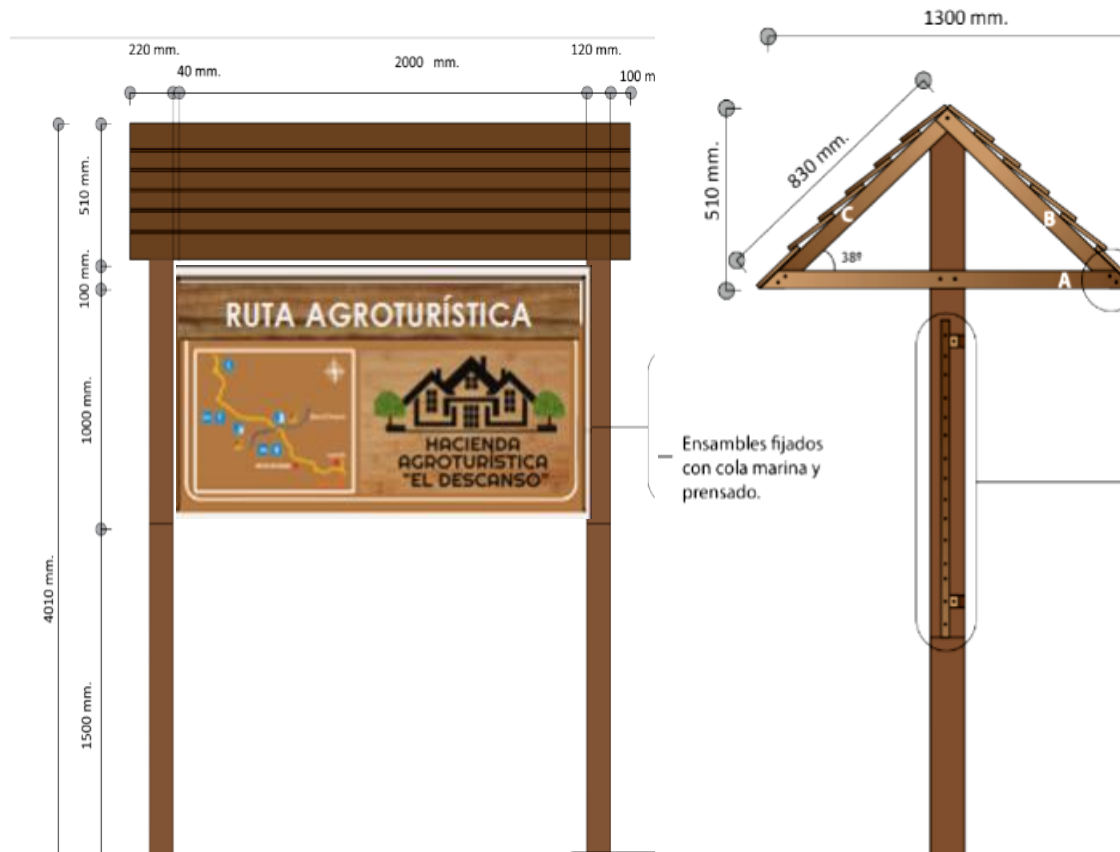 1300 mm.
220 mm.
120 mm.
2000 mm.
40 mm.
100 m
510 mm.
100 mm.
1000 mm.
1500 mm.
4010 mm.
RUTA AGROTURÍSTICA
HACIENDA
AGROTURÍSTICA
"EL DESCANSO"
Ensambles fijados
con cola marina y
prensado.
510 mm.
830 mm.
C
B
38º
A